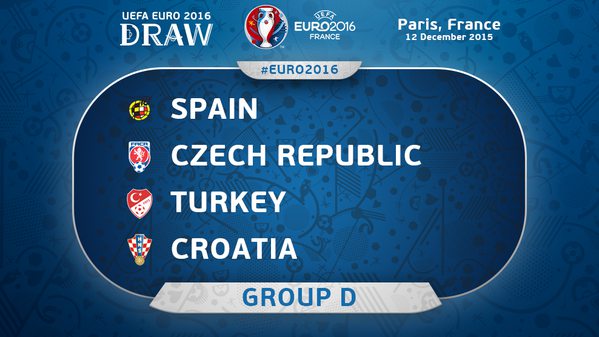 UEFA EURO 2016
DRAW
UEFA
EURO2016
FRANCE
Paris, France
12 December 2015
#EURO2016
SPAIN
FACR
CZECH REPUBLIC
TURKEY
CROATIA
GROUP D